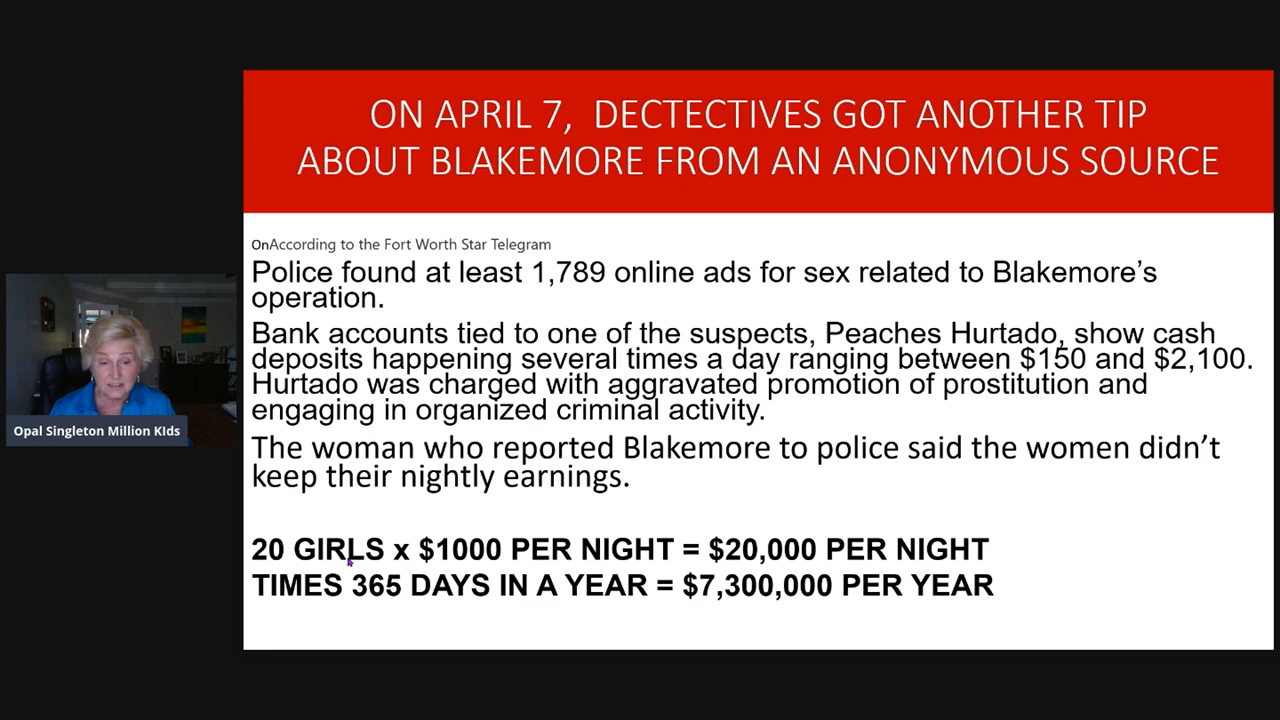 ON APRIL 7, DECTECTIVES GOT ANOTHER TIP
ABOUT BLAKEMORE FROM AN ANONYMOUS SOURCE
OnAccording to the Fort Worth Star Telegram
Police found at least 1,789 online ads for sex related to Blakemore’s
operation.
Bank accounts tied to one of the suspects, Peaches Hurtado, show cash
deposits happening several times a day ranging between $150 and $2,100.
Hurtado was charged with aggravated promotion of prostitution and
engaging in organized criminal activity.
The woman who reported Blakemore to police said the women didn’t
keep their nightly earnings.
20 GIRLS x $1000 PER NIGHT = $20,000 PER NIGHT
TIMES 365 DAYS IN A YEAR = $7,300,000 PER YEAR
Opal Singleton Million KIds